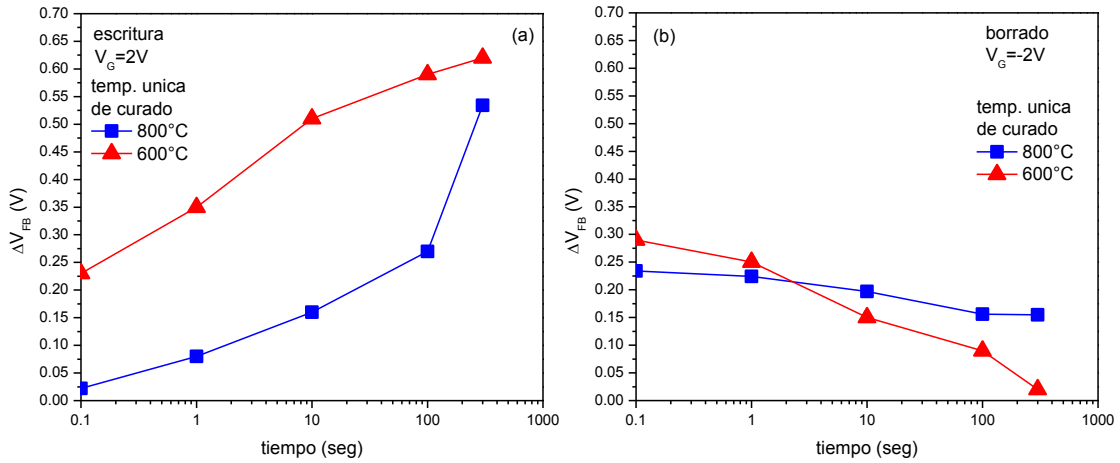 escritura
V_G=2V
(a)
temp. unica
de curado
800°C
600°C
ΔV_FB (V)
0.70
0.65
0.60
0.55
0.50
0.45
0.40
0.35
0.30
0.25
0.20
0.15
0.10
0.05
0.00
0.1 1 10 100 1000
tiempo (seg)
(b)
borrado
V_G=-2V
temp. unica
de curado
800°C
600°C
ΔV_FB (V)
0.70
0.65
0.60
0.55
0.50
0.45
0.40
0.35
0.30
0.25
0.20
0.15
0.10
0.05
0.00
0.1 1 10 100 1000
tiempo (seg)